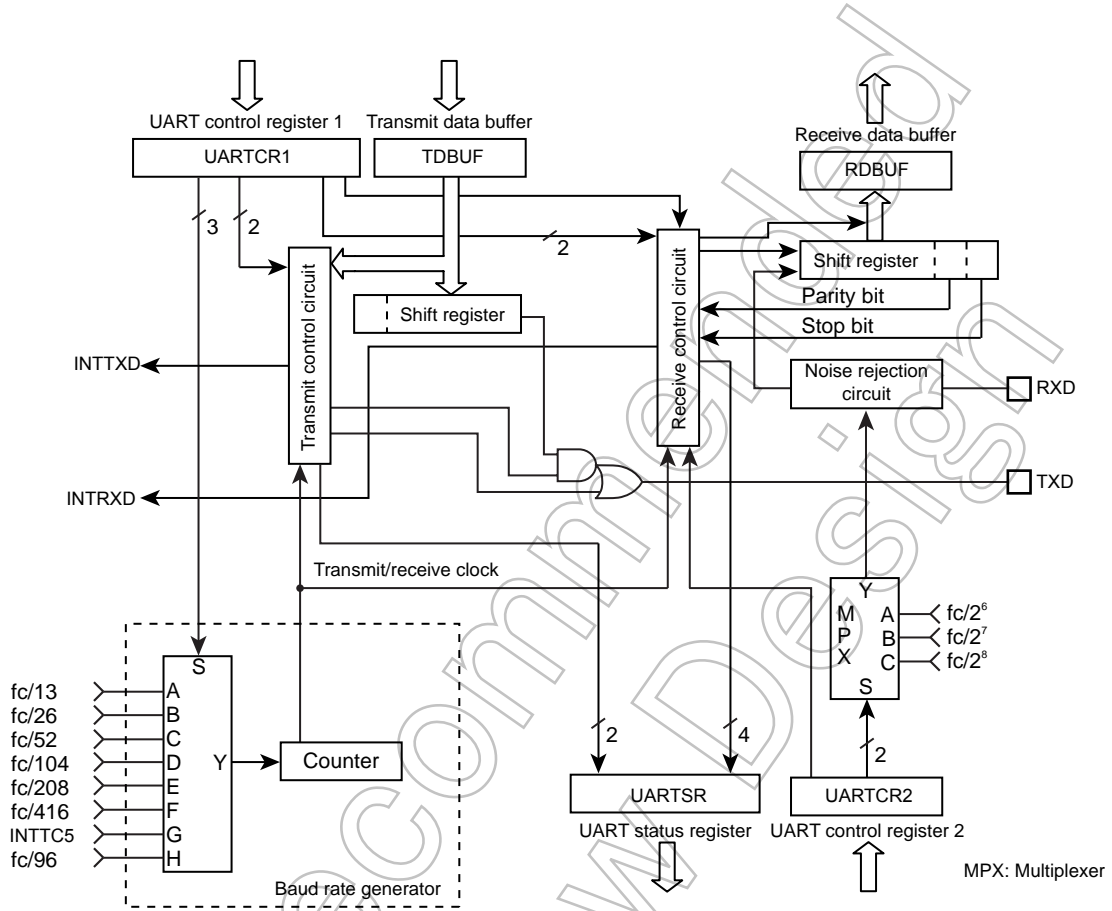 UART control register 1
Transmit data buffer
Receive data buffer
UARTCR1
TDBUF
RDBUF
3
2
2
Transmit control circuit
Shift register
Receive control circuit
Shift register
Parity bit
Stop bit
INTTXD
Noise rejection
circuit
RXD
INTRXD
TXD
Transmit/receive clock
Y
M
P
X
A
B
C
S
fc/2⁶
fc/2⁷
fc/2⁸
S
fc/13
fc/26
fc/52
fc/104
fc/208
fc/416
INTTC5
fc/96
A
B
C
D
E
F
G
H
Y
Counter
2
4
2
UARTSR
UARTCR2
UART status register
UART control register 2
Baud rate generator
MPX: Multiplexer
ecommended
w Design